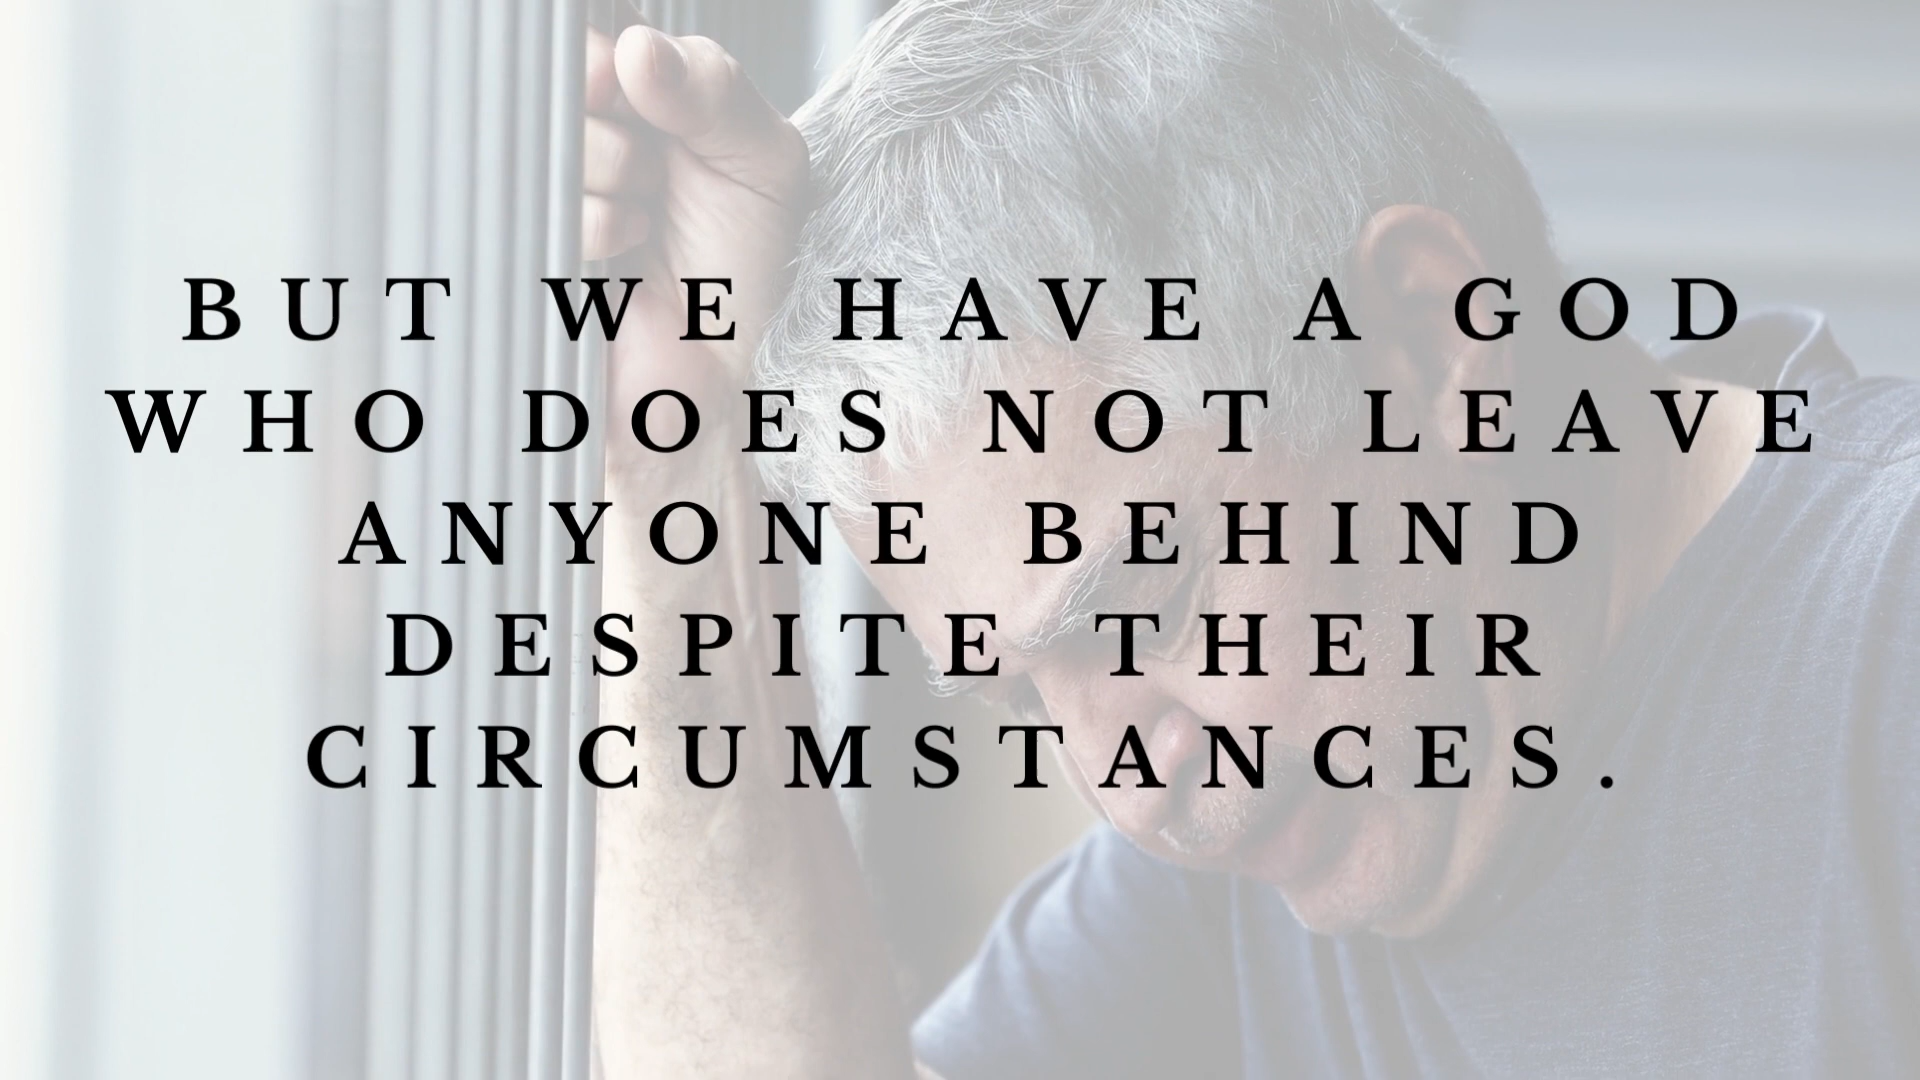 BUT WE HAVE A GOD
WHO DOES NOT LEAVE
ANYONE BEHIND
DESPITE THEIR
CIRCUMSTANCES.